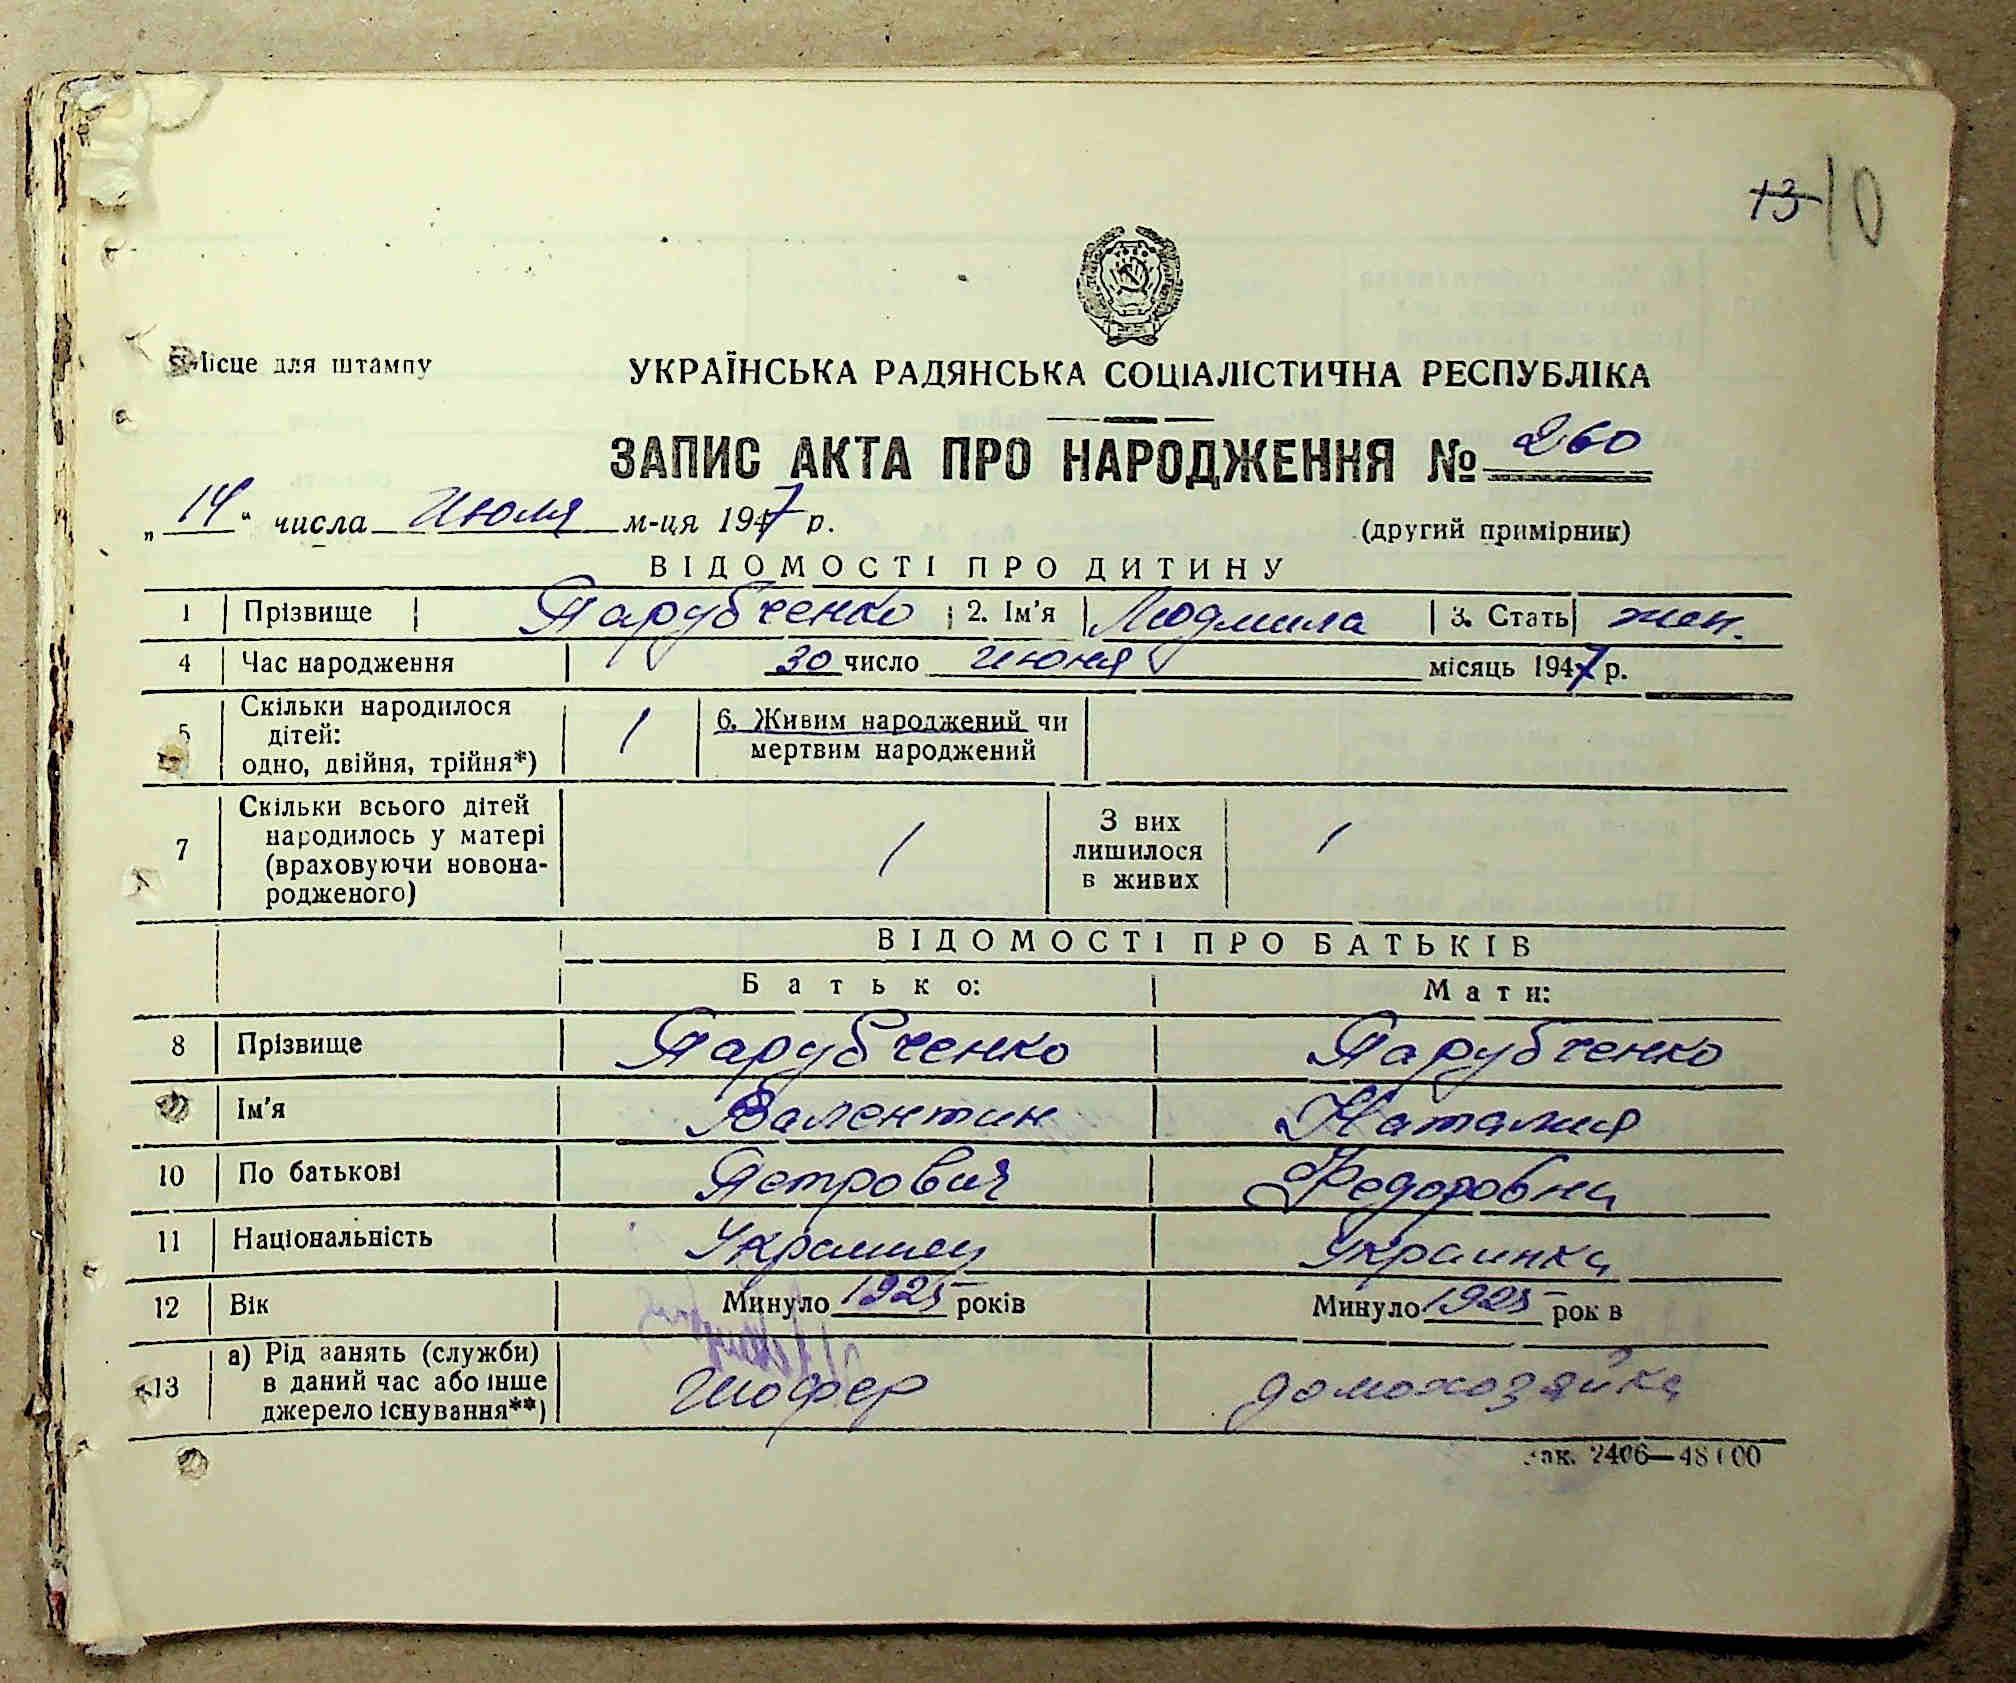 13 10
Місце для штампу
УКРАЇНСЬКА РАДЯНСЬКА СОЦІАЛІСТИЧНА РЕСПУБЛІКА
ЗАПИС АКТА ПРО НАРОДЖЕННЯ № 260
„14“ числа Июля м-ця 1947 р.
(другий примірник)
ВІДОМОСТІ ПРО ДИТИНУ
1 Прізвище Парубченко 2. Ім'я Людмила 3. Стать жен.
4 Час народження 30 число июня місяць 1947 р.
5 Скільки народилося дітей: одно, двійня, трійня*) 1 6. Живим народжений чи мертвим народжений
7 Скільки всього дітей народилось у матері (враховуючи новонародженого) 1 З них лишилося в живих 1
ВІДОМОСТІ ПРО БАТЬКІВ
Батько: Мати:
8 Прізвище Парубченко Парубченко
Ім'я Валентин Наталия
10 По батькові Петрович Федоровна
11 Національність Украинец Украинка
12 Вік Минуло 1925 років Минуло 1925 рок в
13 а) Рід занять (служби) в даний час або інше джерело існування**) шофер домохозяйка
Зак. 2406—48100